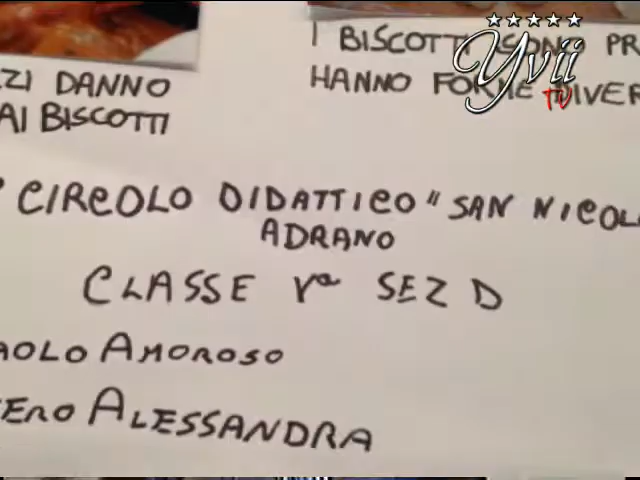 I BISCOTTI SONO PR
HANNO FORME DIVER
ZI DANNO
AI BISCOTTI
CIRCOLO DIDATTICO "SAN NICOL
ADRANO
CLASSE Vª SEZ D
AOLO AMOROSO
ERO ALESSANDRA
Yvii
TV